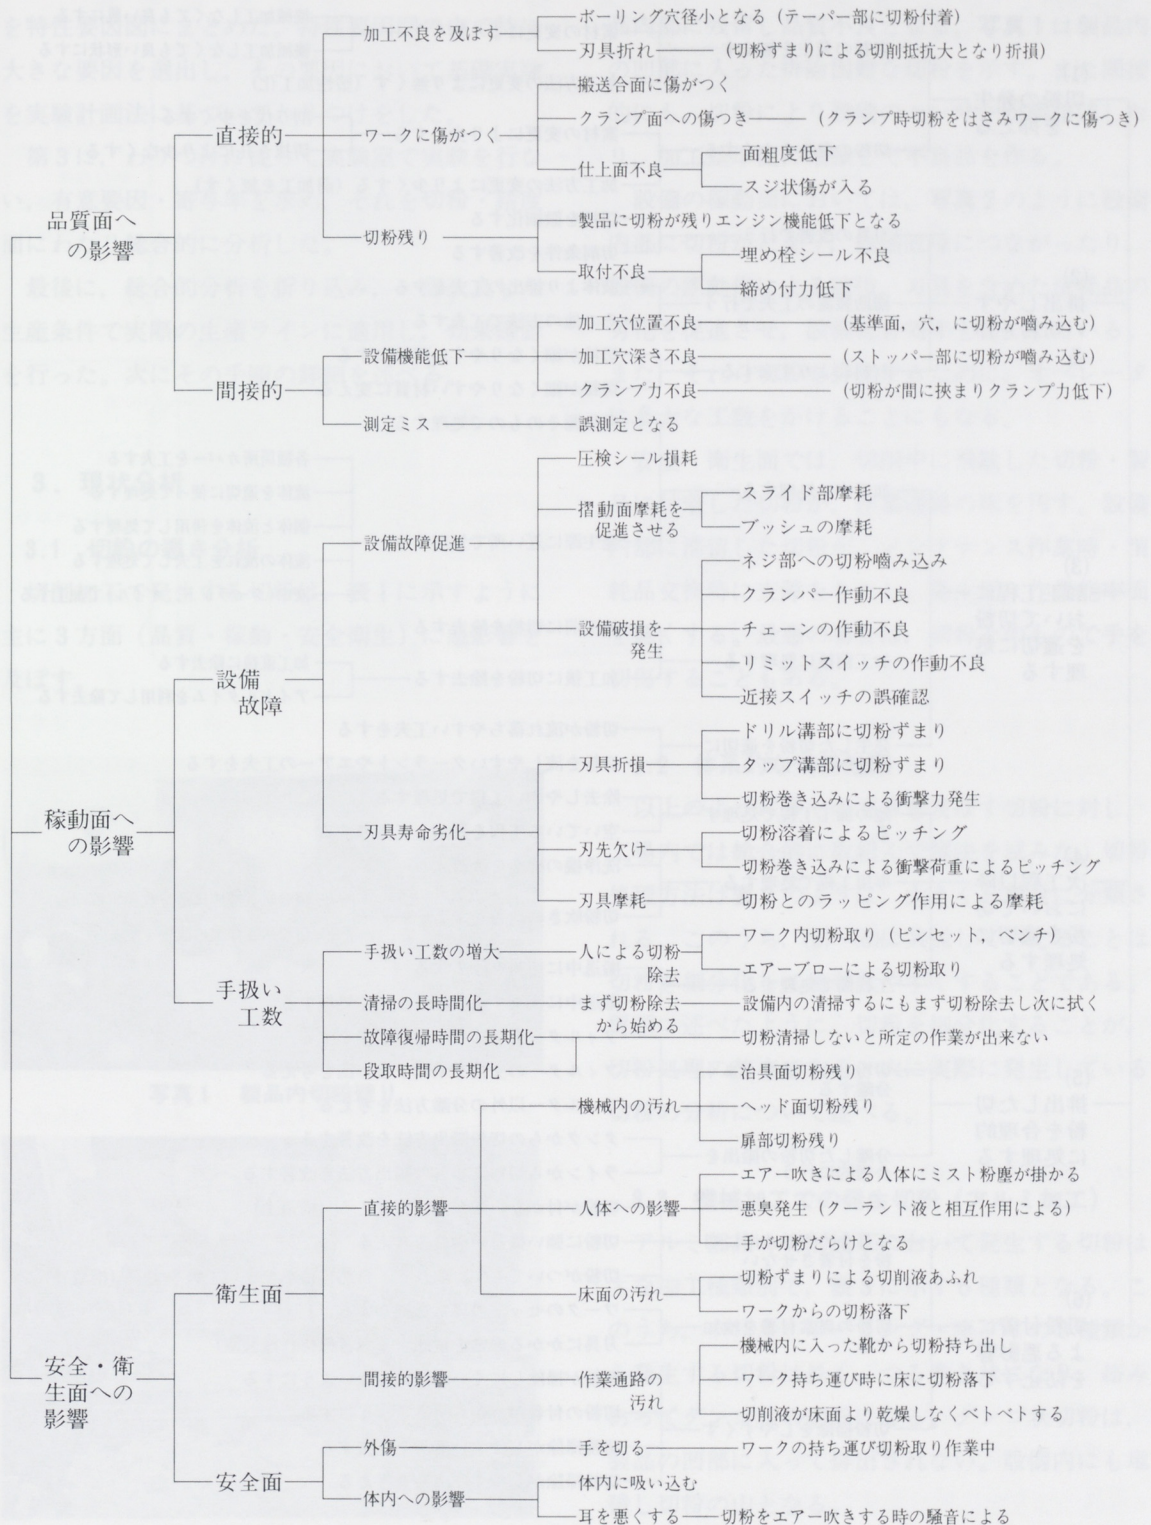 ボーリング穴径小となる（テーパー部に切粉付着）
加工不良を及ぼす
刃具折れ （切粉ずまりによる切削抵抗大となり折損）
搬送合面に傷がつく
直接的
ワークに傷がつく
クランプ面への傷つき （クランプ時切粉をはさみワークに傷つき）
仕上面不良
面粗度低下
スジ状傷が入る
品質面へ
の影響
切粉残り
製品に切粉が残りエンジン機能低下となる
取付不良
埋め栓シール不良
締め付力低下
間接的
設備機能低下
加工穴位置不良 （基準面，穴，に切粉が嚙み込む）
加工穴深さ不良 （ストッパー部に切粉が嚙み込む）
クランプ力不良 （切粉が間に挟まりクランプ力低下）
測定ミス
誤測定となる
圧検シール損耗
摺動面摩耗を
促進させる
スライド部摩耗
ブッシュの摩耗
設備故障促進
ネジ部への切粉嚙み込み
クランパー作動不良
設備破損を
発生
チェーンの作動不良
リミットスイッチの作動不良
近接スイッチの誤確認
設備
故障
ドリル溝部に切粉ずまり
刃具折損
タップ溝部に切粉ずまり
切粉巻き込みによる衝撃力発生
稼動面へ
の影響
刃具寿命劣化
刃先欠け
切粉溶着によるピッチング
切粉巻き込みによる衝撃荷重によるピッチング
刃具摩耗
切粉とのラッピング作用による摩耗
手扱い
工数
手扱い工数の増大
人による切粉
除去
ワーク内切粉取り（ピンセット，ベンチ）
エアーブローによる切粉取り
清掃の長時間化
まず切粉除去
から始める
設備内の清掃するにもまず切粉除去し次に拭く
故障復帰時間の長期化
切粉清掃しないと所定の作業が出来ない
段取時間の長期化
治具面切粉残り
機械内の汚れ
ヘッド面切粉残り
扉部切粉残り
直接的影響
エアー吹きによる人体にミスト粉塵が掛かる
人体への影響
悪臭発生（クーラント液と相互作用による）
手が切粉だらけとなる
衛生面
床面の汚れ
切粉ずまりによる切削液あふれ
ワークからの切粉落下
安全・衛
生面への
影響
間接的影響
作業通路の
汚れ
機械内に入った靴から切粉持ち出し
ワーク持ち運び時に床に切粉落下
切削液が床面より乾燥しなくベトベトする
安全面
外傷
手を切る
ワークの持ち運び切粉取り作業中
体内への影響
体内に吸い込む
耳を悪くする
切粉をエアー吹きする時の騒音による